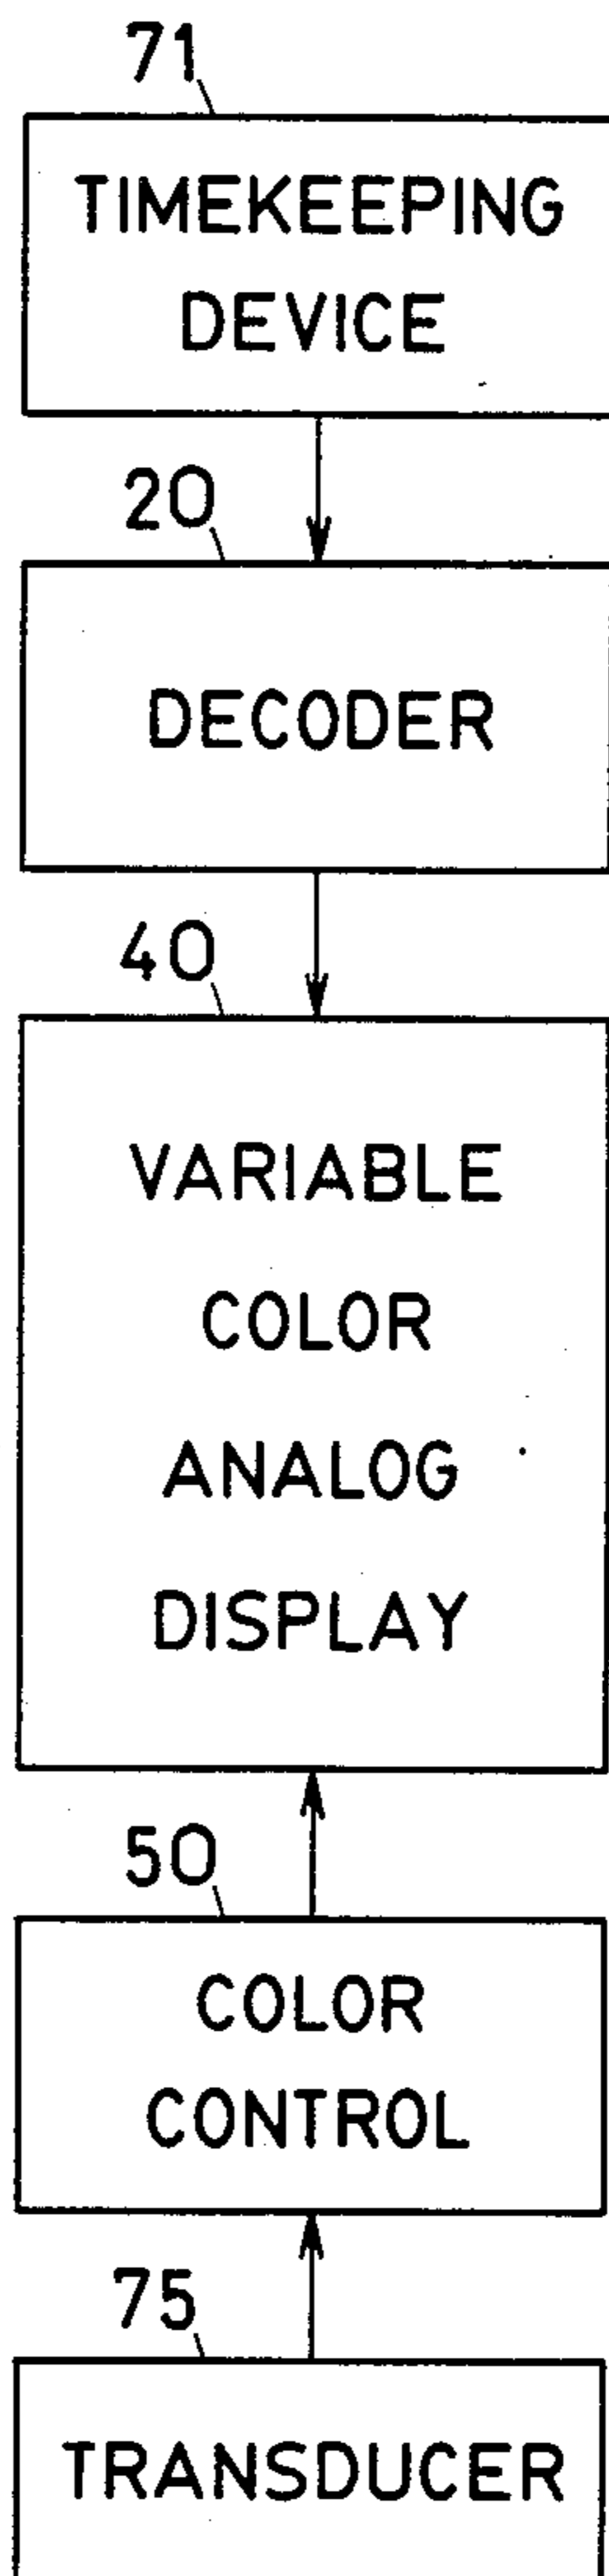 71
TIMEKEEPING
DEVICE
20
DECODER
40
VARIABLE
COLOR
ANALOG
DISPLAY
50
COLOR
CONTROL
75
TRANSDUCER